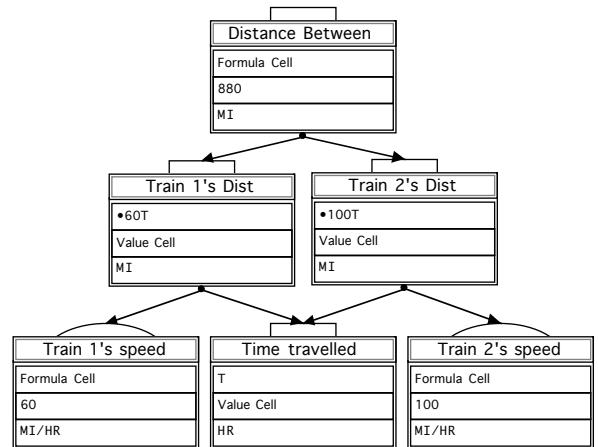 Distance Between
Formula Cell
880
MI
Train 1's Dist
•60T
Value Cell
MI
Train 2's Dist
•100T
Value Cell
MI
Train 1's speed
Formula Cell
60
MI/HR
Time travelled
T
Value Cell
HR
Train 2's speed
Formula Cell
100
MI/HR